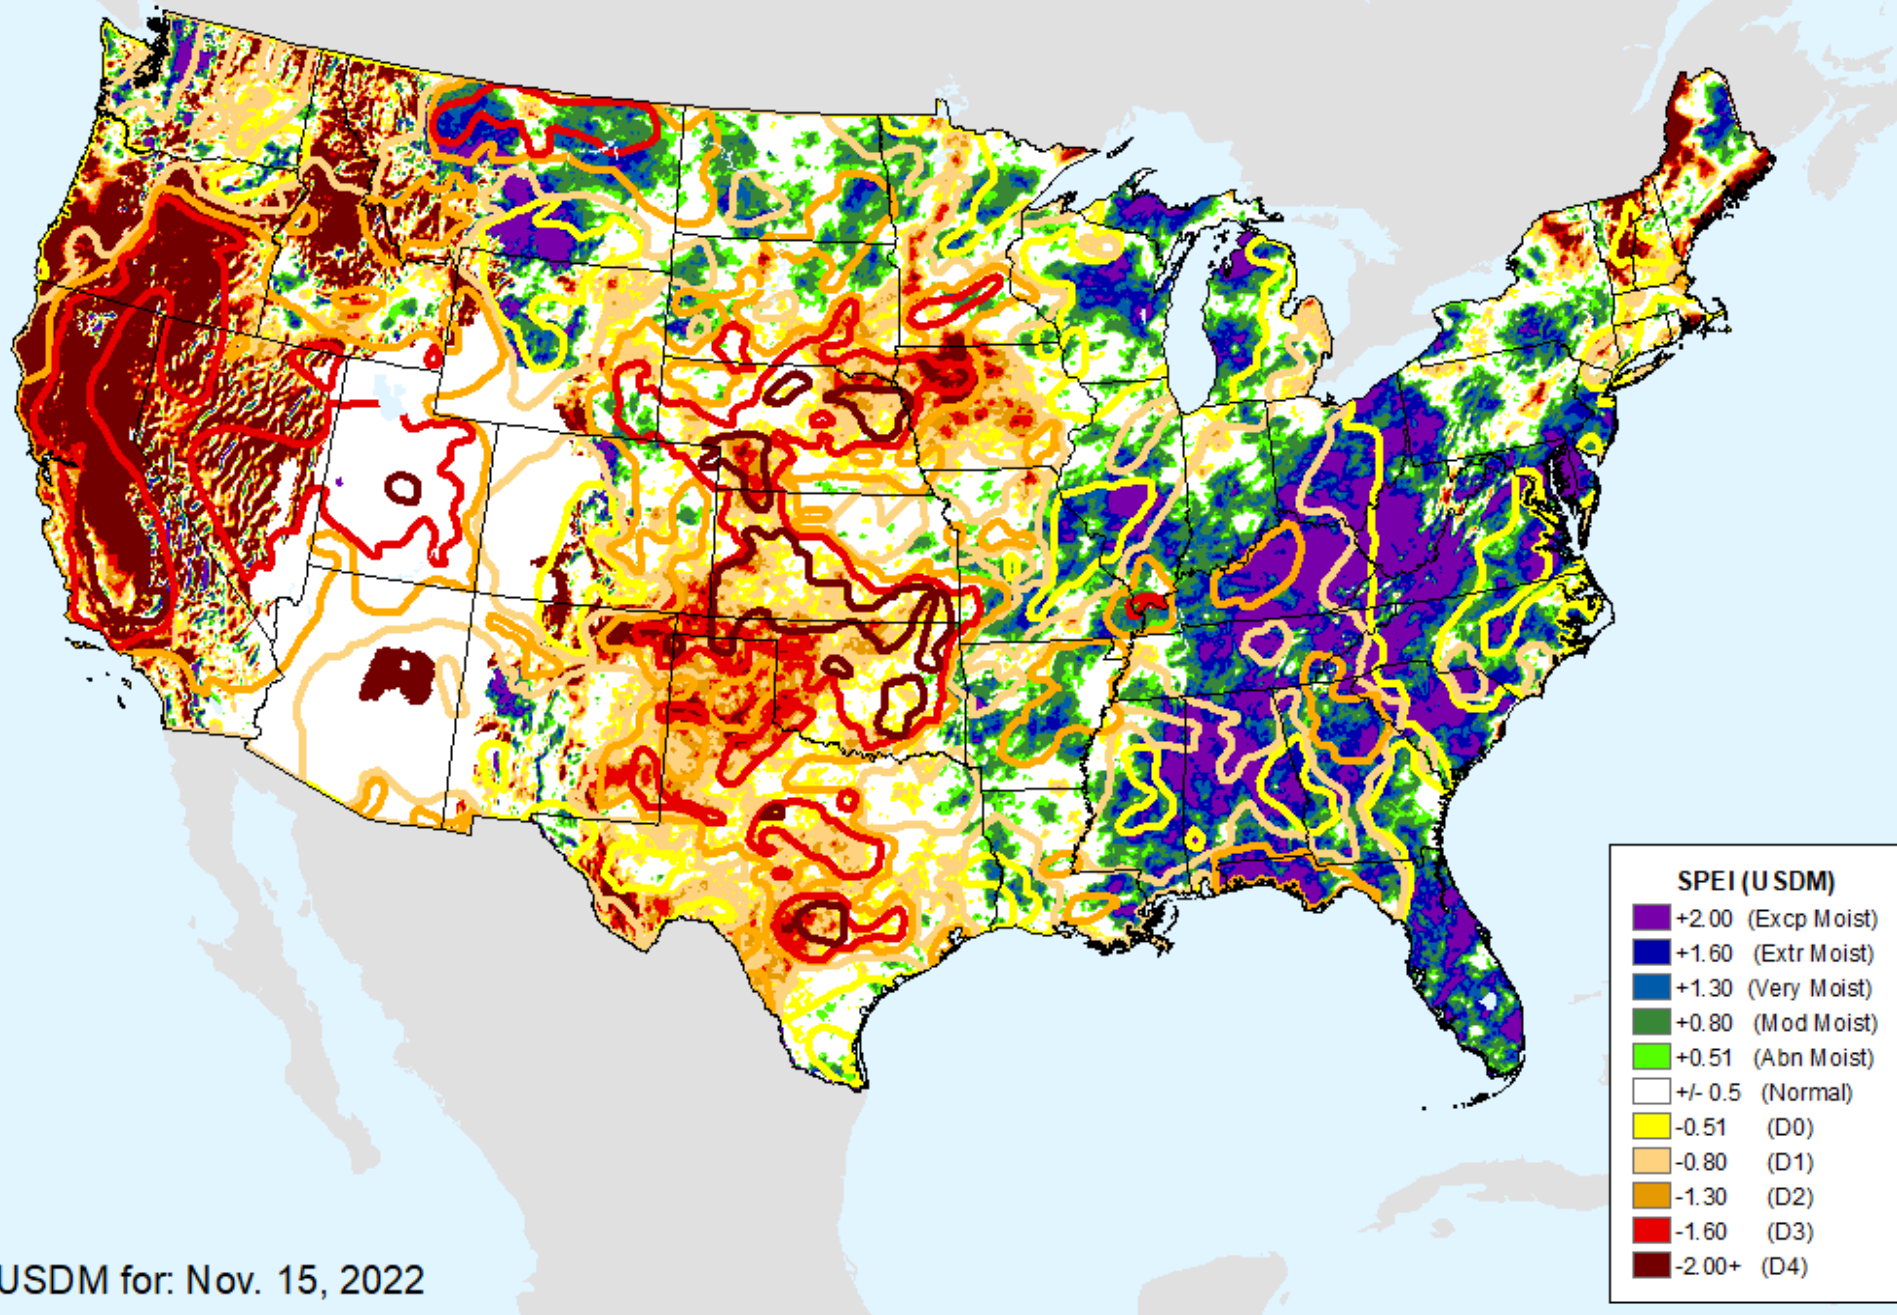 SPEI (USDM)
+2.00 (Excp Moist)
+1.60 (Extr Moist)
+1.30 (Very Moist)
+0.80 (Mod Moist)
+0.51 (Abn Moist)
+/- 0.5 (Normal)
-0.51 (D0)
-0.80 (D1)
-1.30 (D2)
-1.60 (D3)
-2.00+ (D4)
USDM for: Nov. 15, 2022